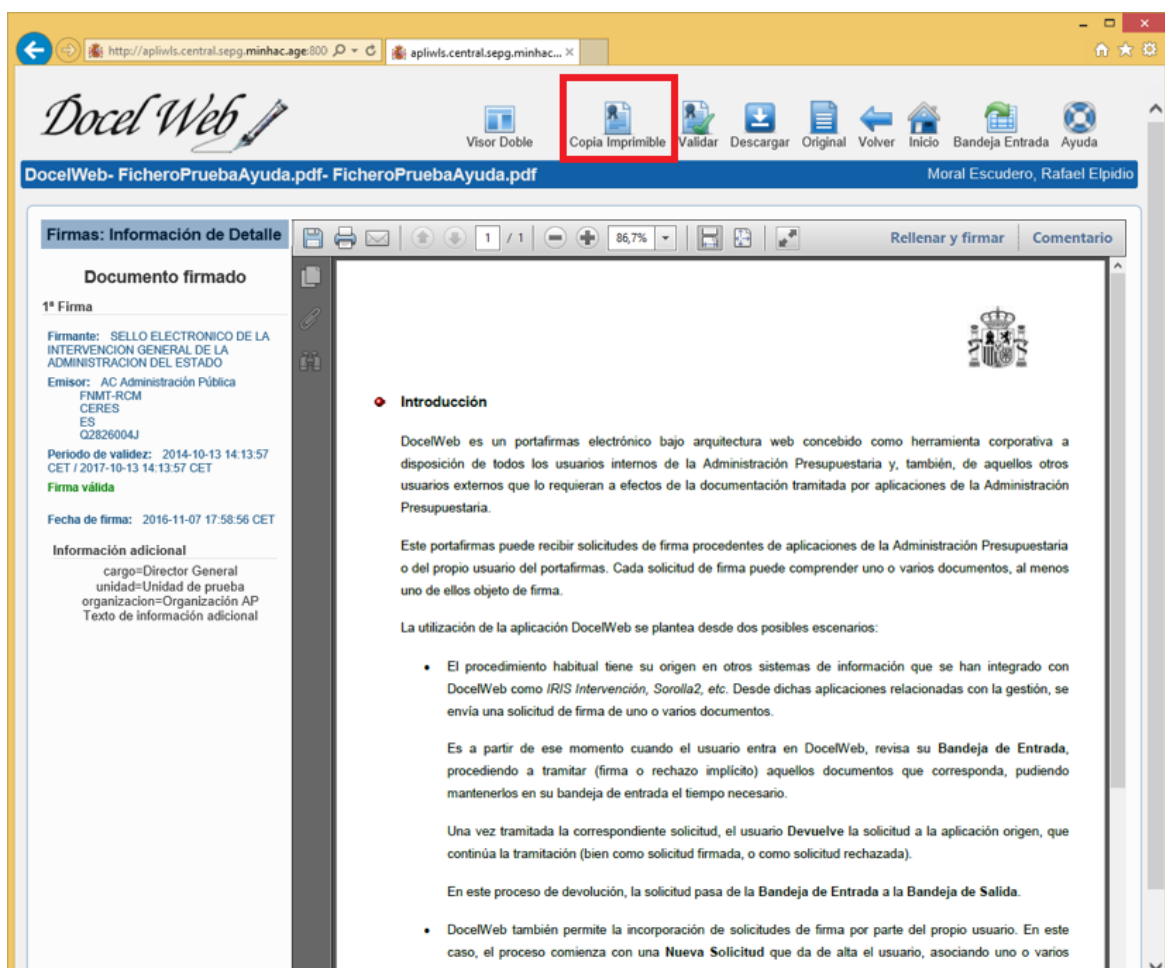 http://apliwls.central.sepg.minhac.age:800
apliwls.central.sepg.minhac...
Docel Web
Visor Doble
Copia Imprimible
Validar
Descargar
Original
Volver
Inicio
Bandeja Entrada
Ayuda
DocelWeb- FicheroPruebaAyuda.pdf- FicheroPruebaAyuda.pdf
Moral Escudero, Rafael Elpidio
Firmas: Información de Detalle
1 / 1
86,7%
Rellenar y firmar
Comentario
Documento firmado
1ª Firma
Firmante: SELLO ELECTRONICO DE LA
INTERVENCION GENERAL DE LA
ADMINISTRACION DEL ESTADO
Emisor: AC Administración Pública
FNMT-RCM
CERES
ES
Q2826004J
Periodo de validez: 2014-10-13 14:13:57
CET / 2017-10-13 14:13:57 CET
Firma válida
Fecha de firma: 2016-11-07 17:58:56 CET
Información adicional
cargo=Director General
unidad=Unidad de prueba
organizacion=Organización AP
Texto de información adicional
Introducción
DocelWeb es un portafirmas electrónico bajo arquitectura web concebido como herramienta corporativa a
disposición de todos los usuarios internos de la Administración Presupuestaria y, también, de aquellos otros
usuarios externos que lo requieran a efectos de la documentación tramitada por aplicaciones de la Administración
Presupuestaria.
Este portafirmas puede recibir solicitudes de firma procedentes de aplicaciones de la Administración Presupuestaria
o del propio usuario del portafirmas. Cada solicitud de firma puede comprender uno o varios documentos, al menos
uno de ellos objeto de firma.
La utilización de la aplicación DocelWeb se plantea desde dos posibles escenarios:
• El procedimiento habitual tiene su origen en otros sistemas de información que se han integrado con
DocelWeb como IRIS Intervención, Sorolla2, etc. Desde dichas aplicaciones relacionadas con la gestión, se
envía una solicitud de firma de uno o varios documentos.
Es a partir de ese momento cuando el usuario entra en DocelWeb, revisa su Bandeja de Entrada,
procediendo a tramitar (firma o rechazo implícito) aquellos documentos que corresponda, pudiendo
mantenerlos en su bandeja de entrada el tiempo necesario.
Una vez tramitada la correspondiente solicitud, el usuario Devuelve la solicitud a la aplicación origen, que
continúa la tramitación (bien como solicitud firmada, o como solicitud rechazada).
En este proceso de devolución, la solicitud pasa de la Bandeja de Entrada a la Bandeja de Salida.
• DocelWeb también permite la incorporación de solicitudes de firma por parte del propio usuario. En este
caso, el proceso comienza con una Nueva Solicitud que da de alta el usuario, asociando uno o varios